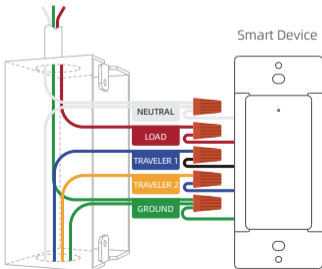 Smart Device
NEUTRAL
LOAD
TRAVELER 1
TRAVELER 2
GROUND